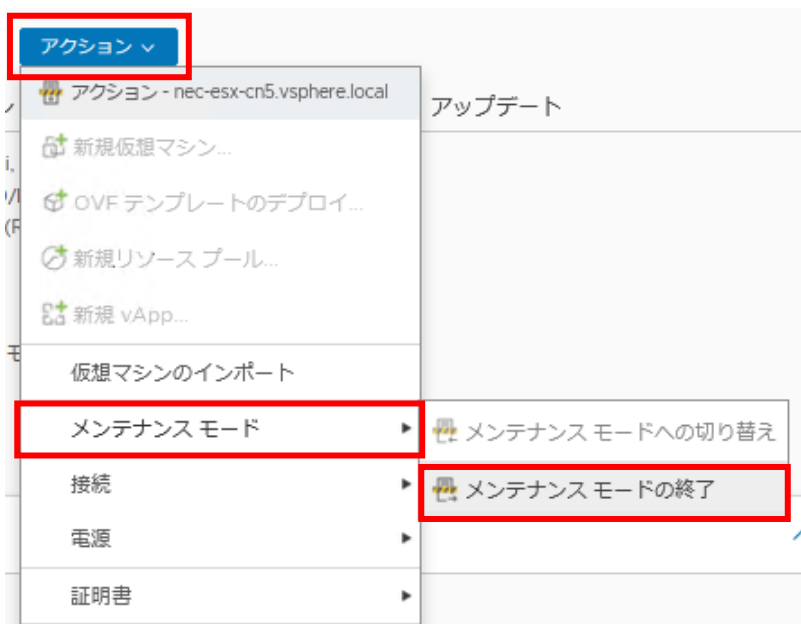 アクション
アクション - nec-esx-cn5.vsphere.local
アップデート
新規仮想マシン...
i,
OVF テンプレートのデプロイ...
新規リソース プール...
新規 vApp...
仮想マシンのインポート
メンテナンス モード
メンテナンス モードへの切り替え
接続
メンテナンス モードの終了
電源
証明書